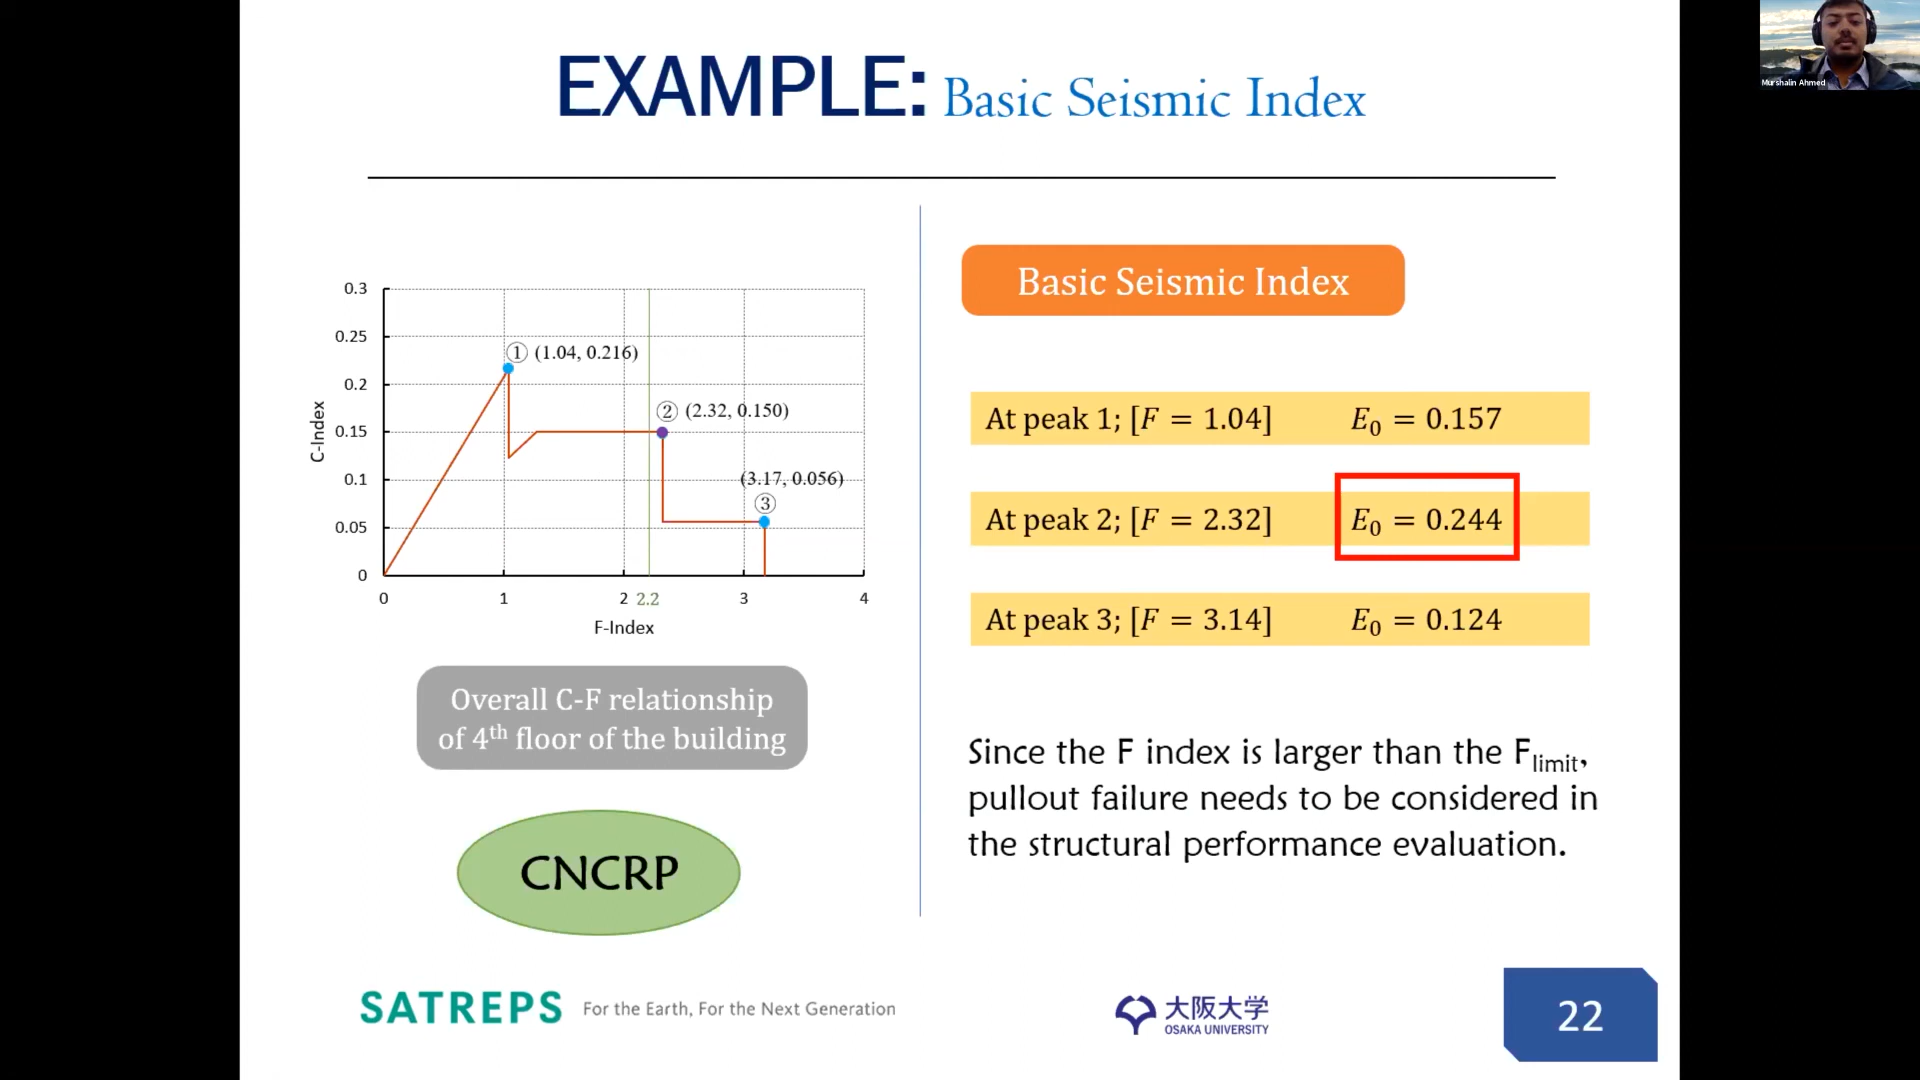 Murshalin Ahmed
EXAMPLE: Basic Seismic Index
0.3
0.25
0.2
0.15
0.1
0.05
0
C-Index
① (1.04, 0.216)
② (2.32, 0.150)
(3.17, 0.056)
③
0 1 2 2.2 3 4
F-Index
Overall C-F relationship
of 4th floor of the building
CNCRP
Basic Seismic Index
At peak 1; [F = 1.04] E₀ = 0.157
At peak 2; [F = 2.32] E₀ = 0.244
At peak 3; [F = 3.14] E₀ = 0.124
Since the F index is larger than the Flimit,
pullout failure needs to be considered in
the structural performance evaluation.
SATREPS For the Earth, For the Next Generation
大阪大学
OSAKA UNIVERSITY
22